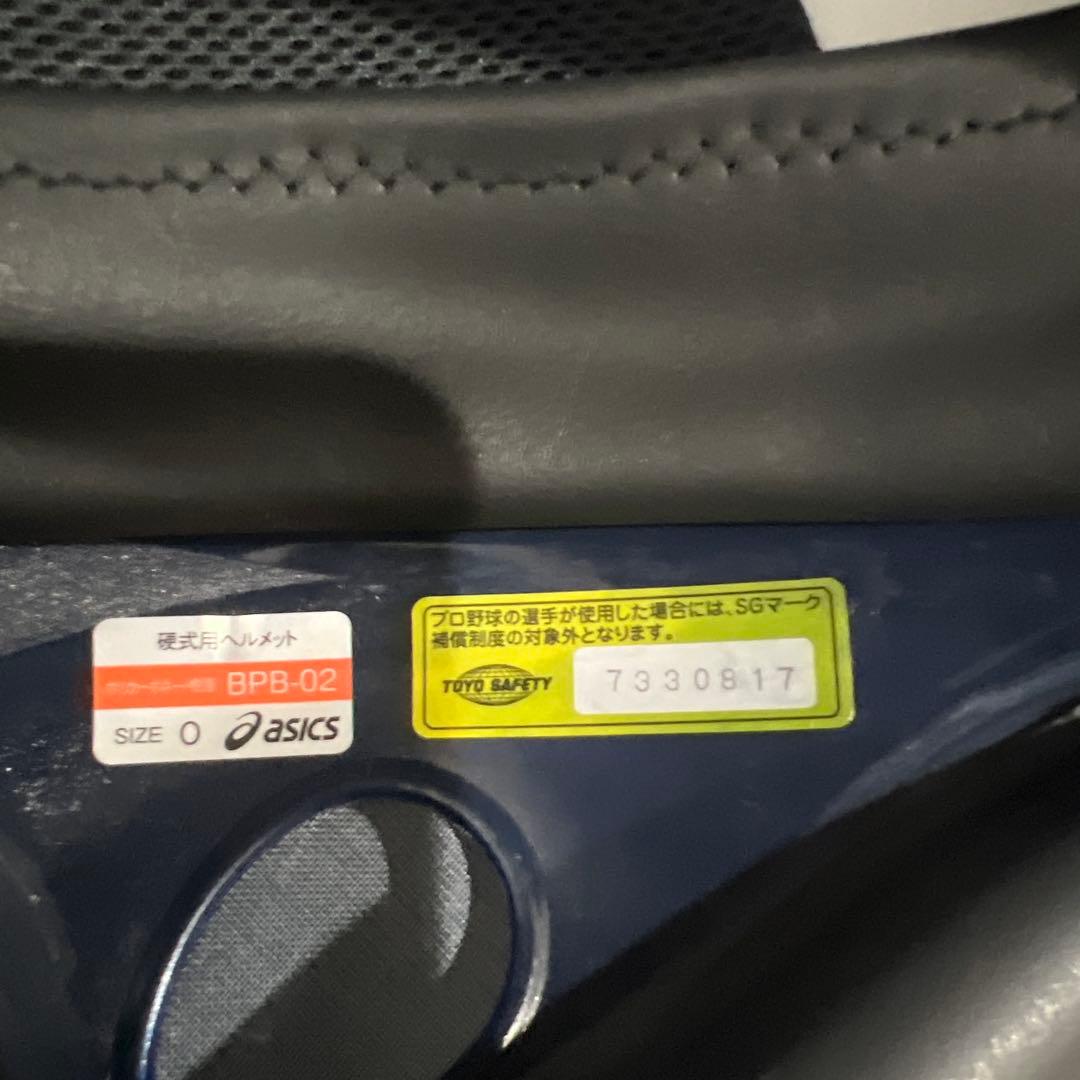 硬式用ヘルメット
BPB-02
SIZE O asics
プロ野球の選手が使用した場合には、SGマーク
補償制度の対象外となります。
TOYO SAFETY
7330817